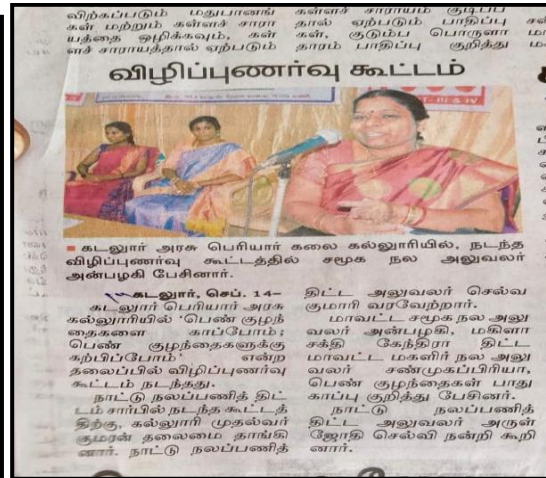 விற்கப்படும் மதுபானங்
கள் மற்றும் கள்ளச் சாரா
யத்தை ஒழிக்கவும், கள்
ளச் சாராயத்தால் ஏற்படும்
கள்ளச் சாராயம் குடிப்ப
தால் ஏற்படும் பாதிப்பு
கள், குடும்ப பொருளா
தாரம் பாதிப்பு குறித்து
விழிப்புணர்வு கூட்டம்
T- III & IV
கடலுார் அரசு பெரியார் கலை கல்லுாரியில், நடந்த
விழிப்புணர்வு கூட்டத்தில் சமூக நல அலுவலர்
அன்பழகி பேசினார்.
கடலுார், செப். 14–
கடலுார் பெரியார் அரசு
கல்லுாரியில் 'பெண் குழந்
தைகளை காப்போம்;
பெண் குழந்தைகளுக்கு
கற்பிப்போம்' என்ற
தலைப்பில் விழிப்புணர்வு
கூட்டம் நடந்தது.
நாட்டு நலப்பணித் திட்
டம் சார்பில் நடந்த கூட்டத்
திற்கு, கல்லுாரி முதல்வர்
குமரன் தலைமை தாங்கி
னார். நாட்டு நலப்பணித்
திட்ட அலுவலர் செல்வ
குமாரி வரவேற்றார்.
மாவட்ட சமூக நல அலு
வலர் அன்பழகி, மகிளா
சக்தி கேந்திரா திட்ட
மாவட்ட மகளிர் நல அலு
வலர் சண்முகப்பிரியா,
பெண் குழந்தைகள் பாது
காப்பு குறித்து பேசினர்.
நாட்டு நலப்பணித்
திட்ட அலுவலர் அருள்
ஜோதி செல்வி நன்றி கூறி
னார்.